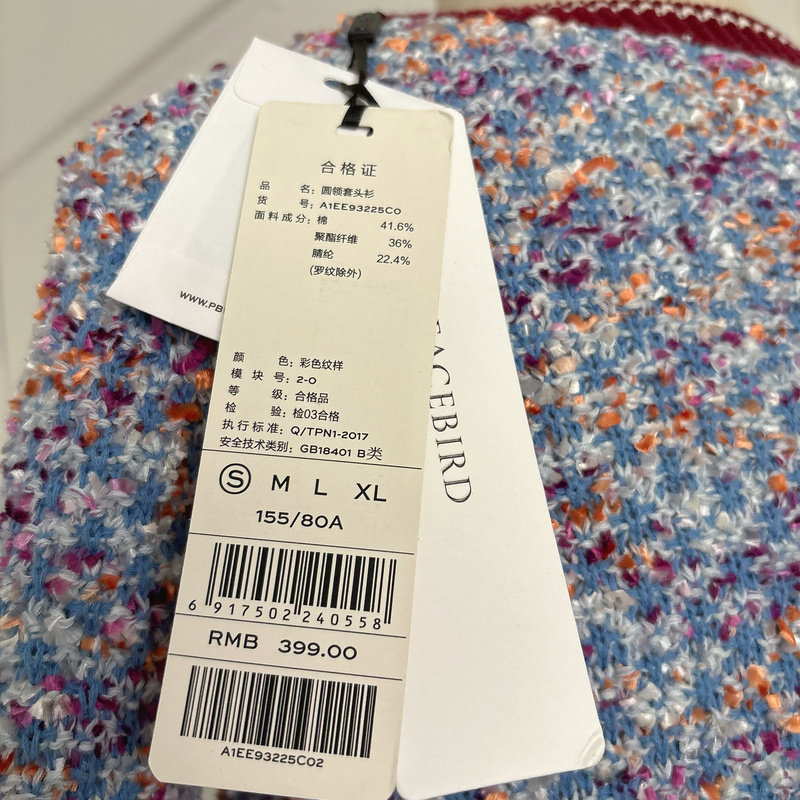 合格证
品 名：圆领套头衫
货 号：A1EE93225C0
面料成分：棉 41.6%
聚酯纤维 36%
腈纶 22.4%
(罗纹除外)
颜 色：彩色纹样
模 块 号：2-0
等 级：合格品
检 验：检03合格
执行标准：Q/TPN1-2017
安全技术类别：GB18401 B类
S M L XL
155/80A
6 917502 240558
RMB 399.00
A1EE93225C02
WWW.PB
EACEBIRD